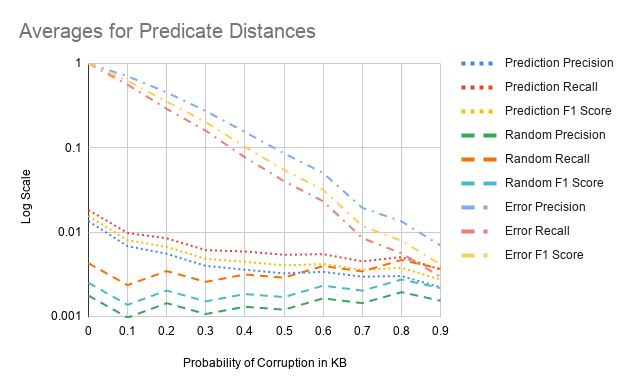 Averages for Predicate Distances
1
0.1
0.01
0.001
Log Scale
0
0.1
0.2
0.3
0.4
0.5
0.6
0.7
0.8
0.9
Probability of Corruption in KB
Prediction Precision
Prediction Recall
Prediction F1 Score
Random Precision
Random Recall
Random F1 Score
Error Precision
Error Recall
Error F1 Score